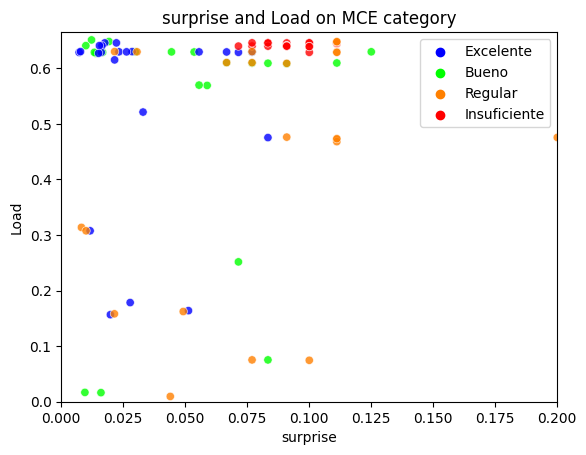 surprise and Load on MCE category
Excelente
Bueno
Regular
Insuficiente
Load
0.6
0.5
0.4
0.3
0.2
0.1
0.0
0.000 0.025 0.050 0.075 0.100 0.125 0.150 0.175 0.200
surprise